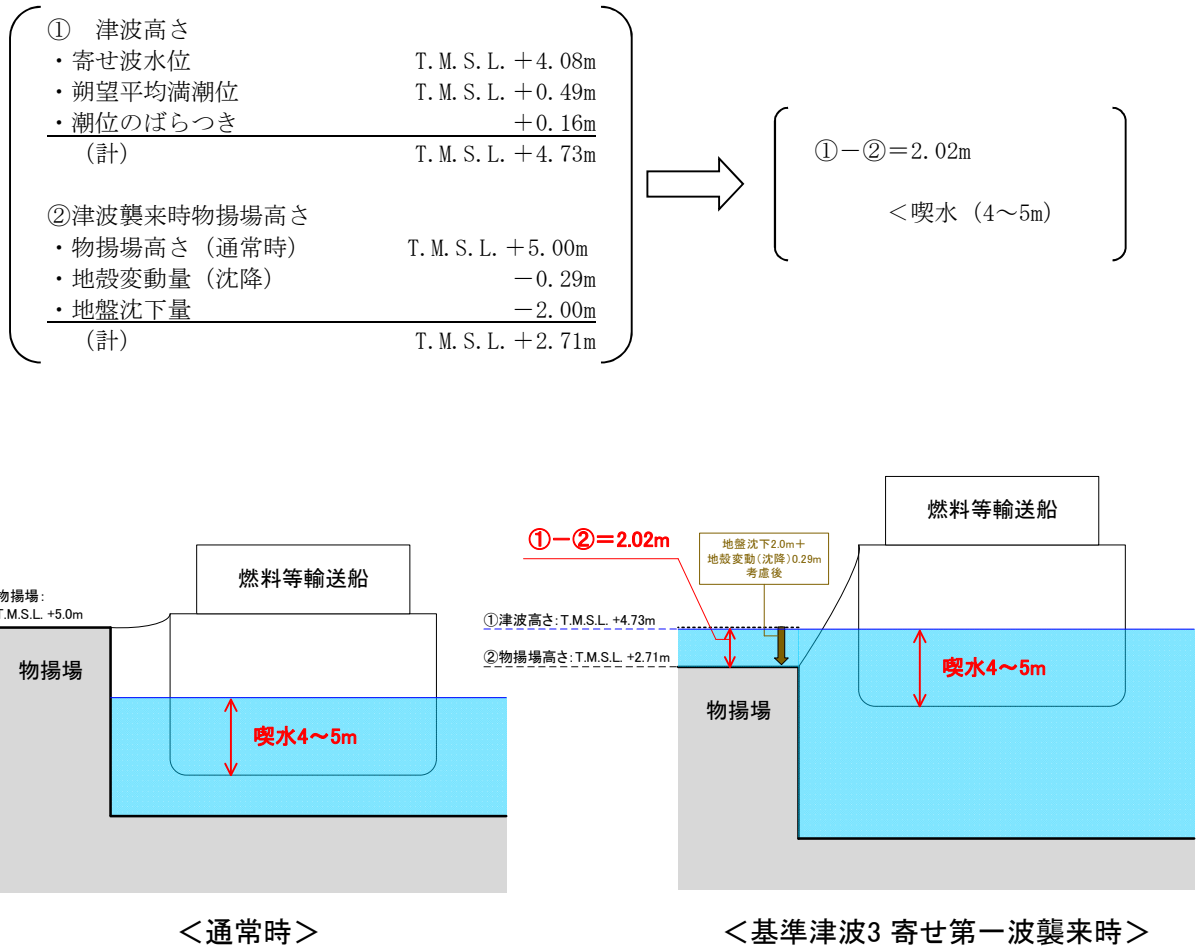 ① 津波高さ
・寄せ波水位 T.M.S.L.+4.08m
・朔望平均満潮位 T.M.S.L.+0.49m
・潮位のばらつき +0.16m
(計) T.M.S.L.+4.73m
②津波襲来時物揚場高さ
・物揚場高さ(通常時) T.M.S.L.+5.00m
・地殻変動量(沈降) -0.29m
・地盤沈下量 -2.00m
(計) T.M.S.L.+2.71m
①-②=2.02m
<喫水(4~5m)
燃料等輸送船
物揚場:
T.M.S.L. +5.0m
物揚場
喫水4~5m
<通常時>
燃料等輸送船
①-②=2.02m
地盤沈下2.0m+
地殻変動(沈降)0.29m
考慮後
①津波高さ:T.M.S.L. +4.73m
②物揚場高さ:T.M.S.L. +2.71m
喫水4~5m
物揚場
<基準津波3 寄せ第一波襲来時>